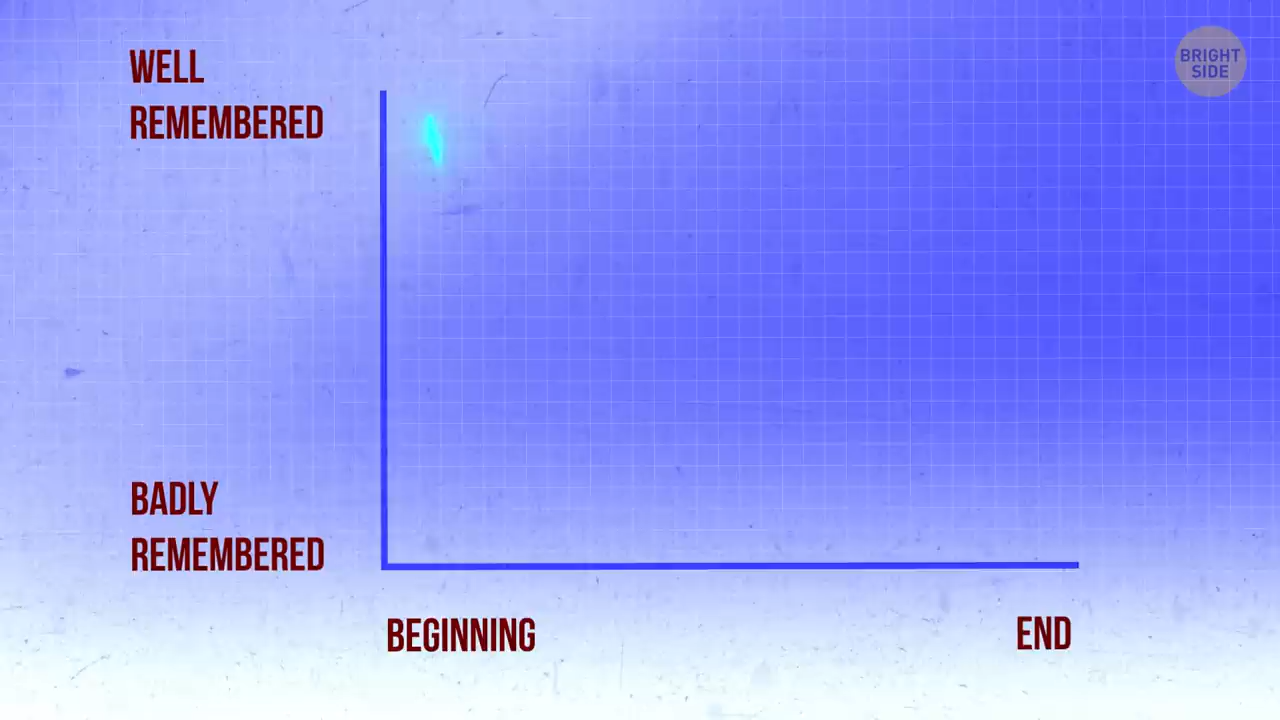 WELL
REMEMBERED
BRIGHT
SIDE
BADLY
REMEMBERED
BEGINNING
END